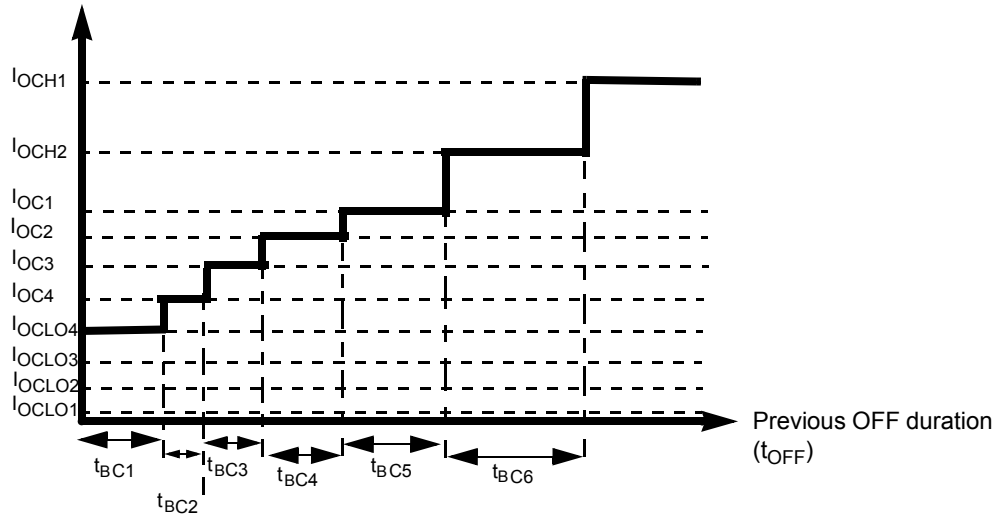 IOCH1
IOCH2
IOC1
IOC2
IOC3
IOC4
IOCLO4
IOCLO3
IOCLO2
IOCLO1
Previous OFF duration
(tOFF)
tBC1
tBC2
tBC3
tBC4
tBC5
tBC6